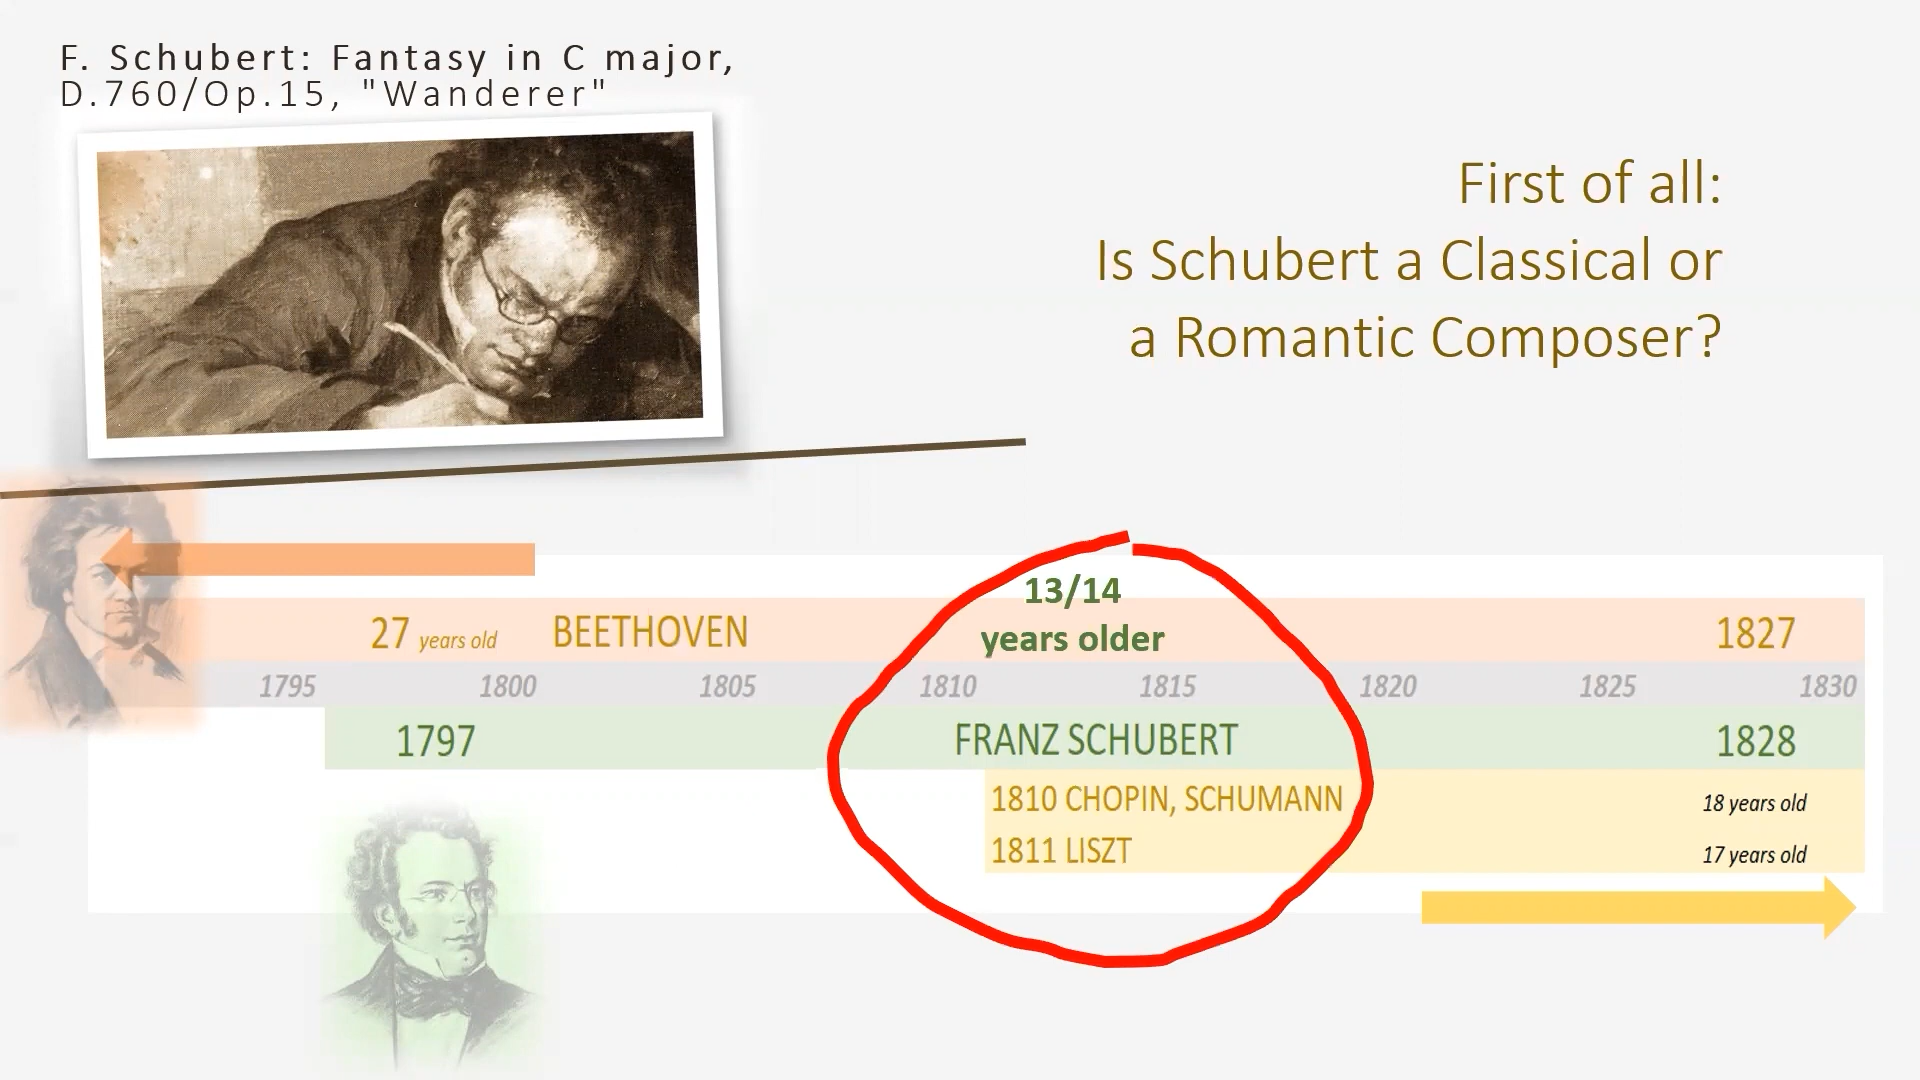 F. Schubert: Fantasy in C major,
D.760/Op.15, "Wanderer"
First of all:
Is Schubert a Classical or
a Romantic Composer?
13/14
years older
27 years old BEETHOVEN 1827
1795 1800 1805 1810 1815 1820 1825 1830
1797 FRANZ SCHUBERT 1828
1810 CHOPIN, SCHUMANN 18 years old
1811 LISZT 17 years old